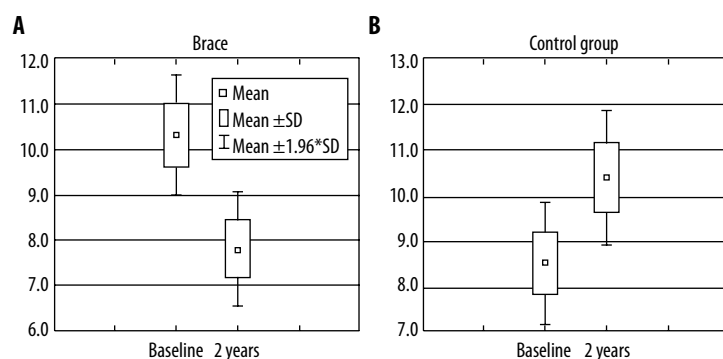 A
Brace
12.0
11.0
10.0
9.0
8.0
7.0
6.0
Mean
Mean ±SD
Mean ±1.96*SD
Baseline 2 years
B
Control group
13.0
12.0
11.0
10.0
9.0
8.0
7.0
Baseline 2 years